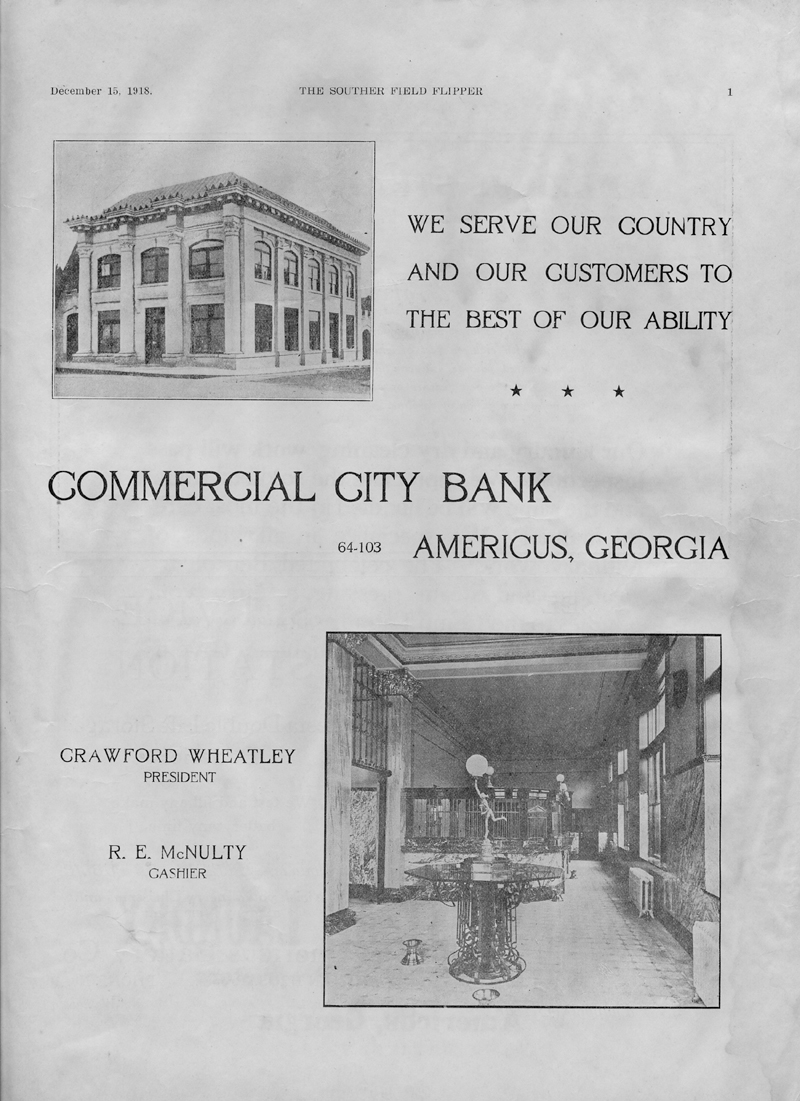 December 15, 1918.
THE SOUTHER FIELD FLIPPER
1
WE SERVE OUR COUNTRY
AND OUR CUSTOMERS TO
THE BEST OF OUR ABILITY
★ ★ ★
COMMERCIAL CITY BANK
64-103 AMERICUS, GEORGIA
CRAWFORD WHEATLEY
PRESIDENT
R. E. McNULTY
CASHIER